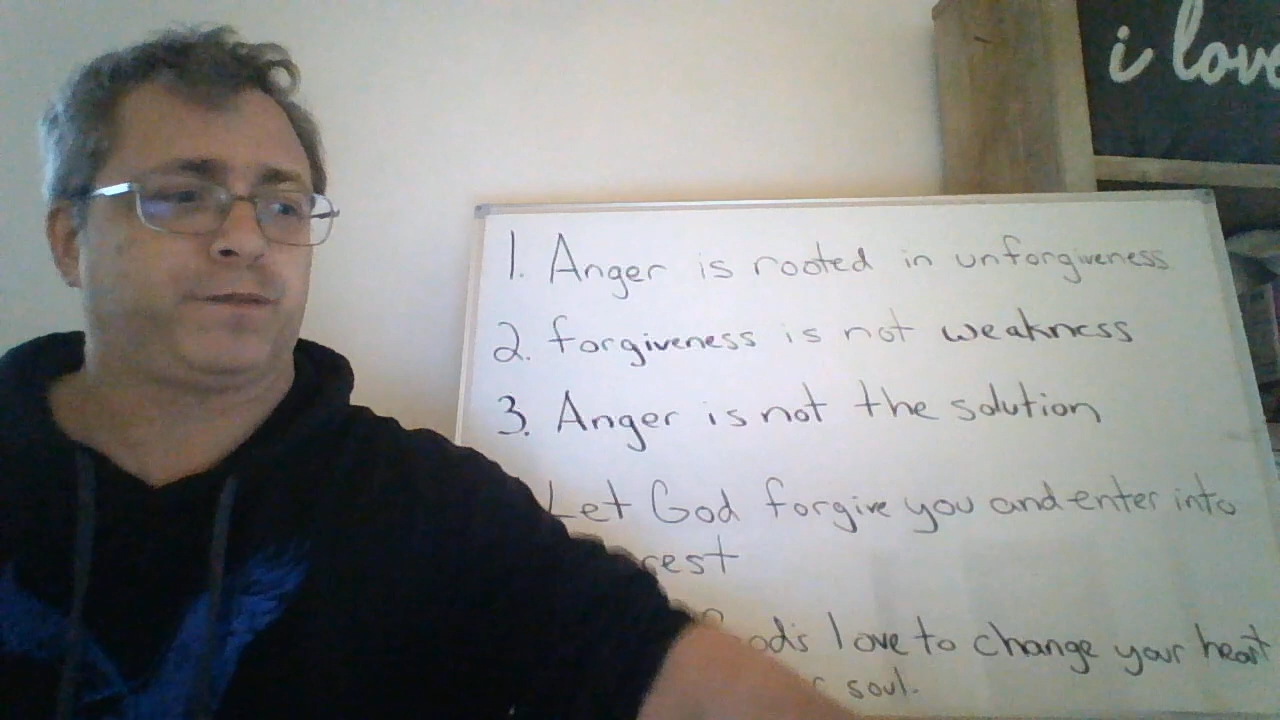 i love
1. Anger is rooted in unforgiveness
2. forgiveness is not weakness
3. Anger is not the solution
Let God forgive you and enter into
rest
love to change your heart
soul.